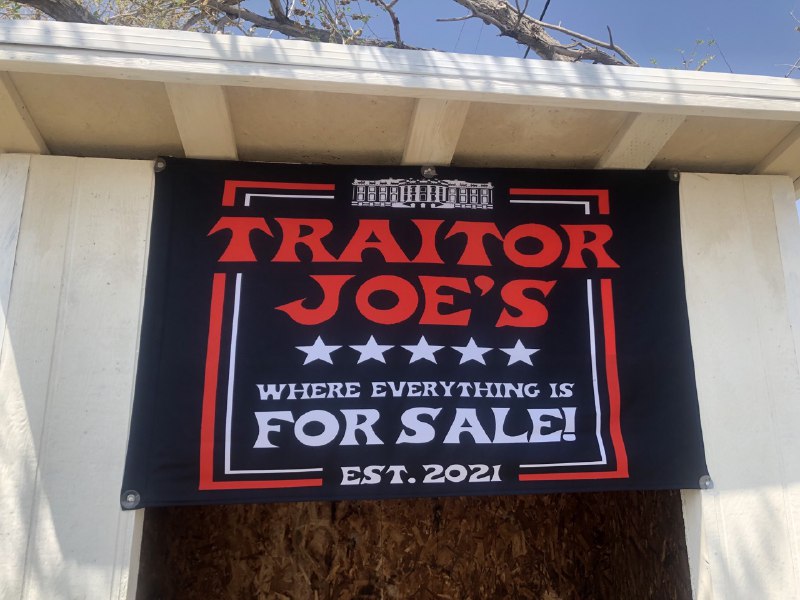 TRAITOR
JOE'S
WHERE EVERYTHING IS
FOR SALE!
EST. 2021